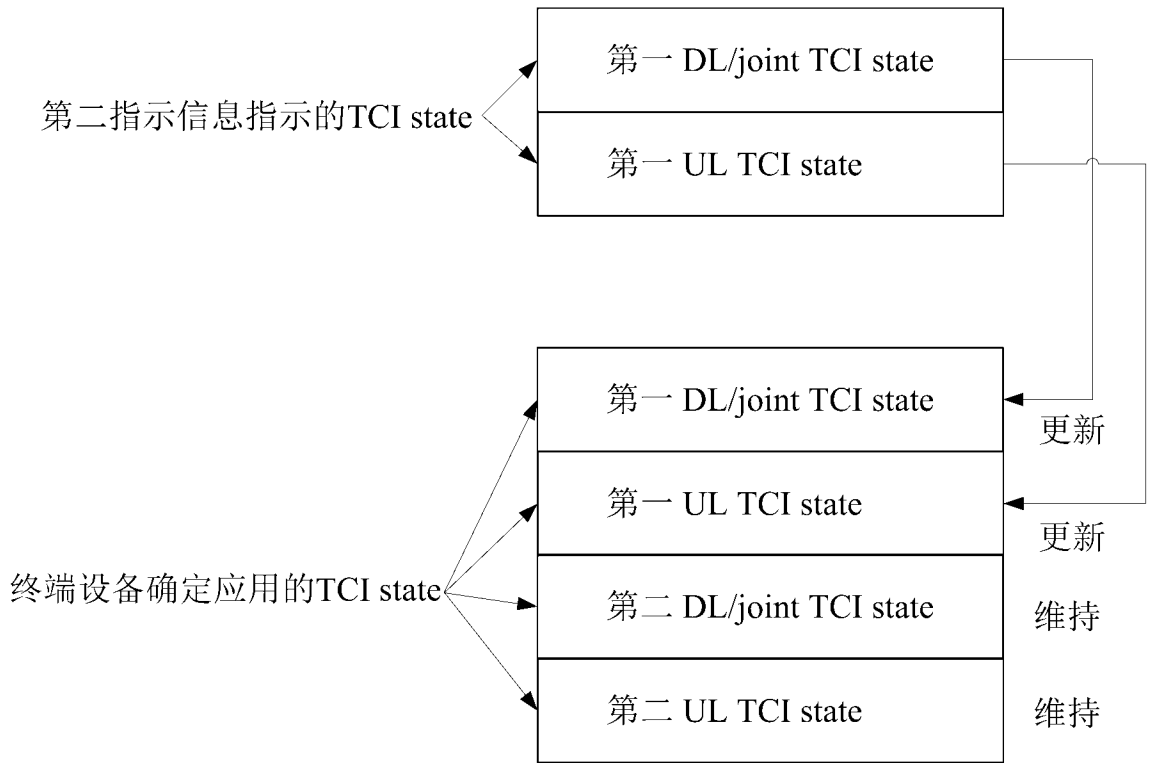 第一 DL/joint TCI state
第二指示信息指示的TCI state
第一 UL TCI state
第一 DL/joint TCI state
更新
第一 UL TCI state
更新
终端设备确定应用的TCI state
第二 DL/joint TCI state
维持
第二 UL TCI state
维持